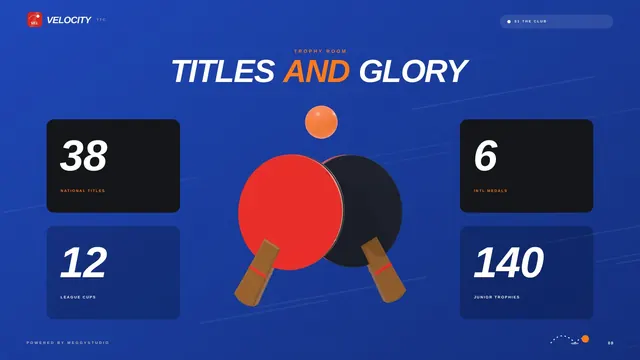 VELOCITY TTC
01 THE CLUB
TROPHY ROOM
TITLES AND GLORY
38
NATIONAL TITLES
12
LEAGUE CUPS
6
INTL MEDALS
140
JUNIOR TROPHIES
POWERED BY MEGGYSTUDIO